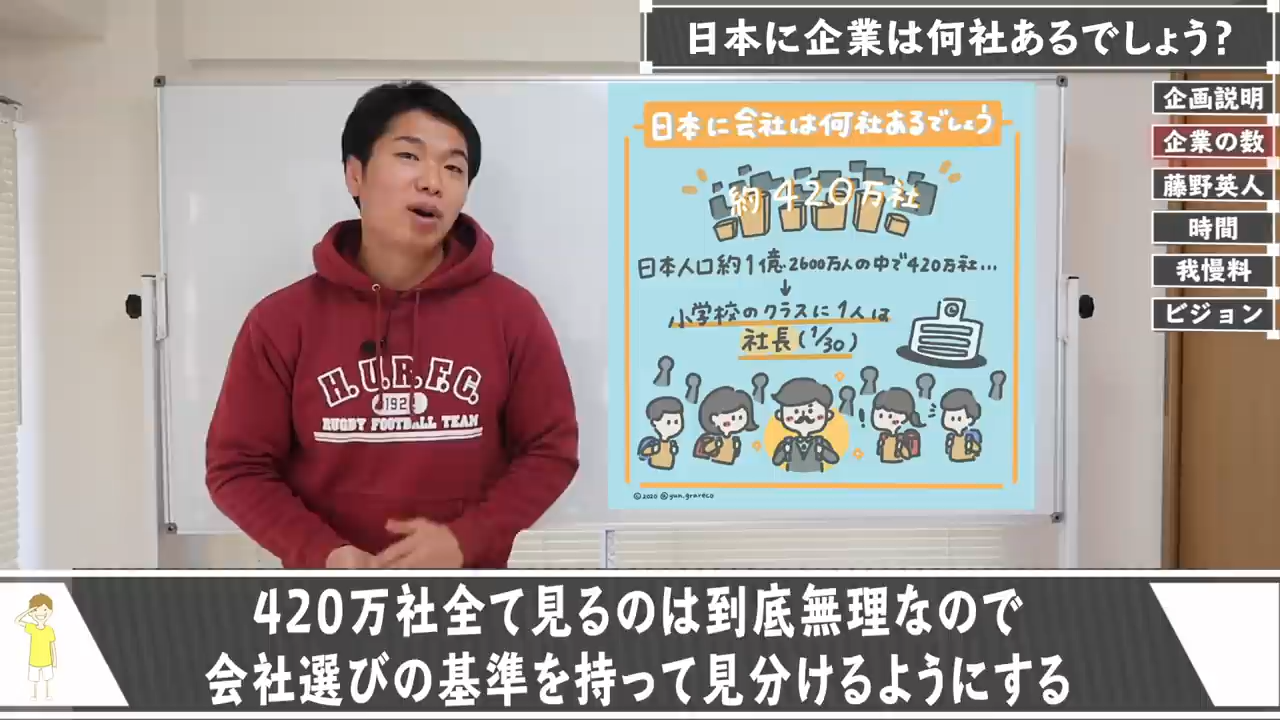 日本に企業は何社あるでしょう?
企画説明
企業の数
藤野英人
時間
我慢料
ビジョン
日本に会社は何社あるでしょう
約420万社
日本人口約1億2600万人の中で420万社...
↓
小学校のクラスに1人は
社長(1/30)
H.U.R.F.C.
192
RUGBY FOOTBALL TEAM
©2020 @yun.grareco
420万社全て見るのは到底無理なので
会社選びの基準を持って見分けるようにする